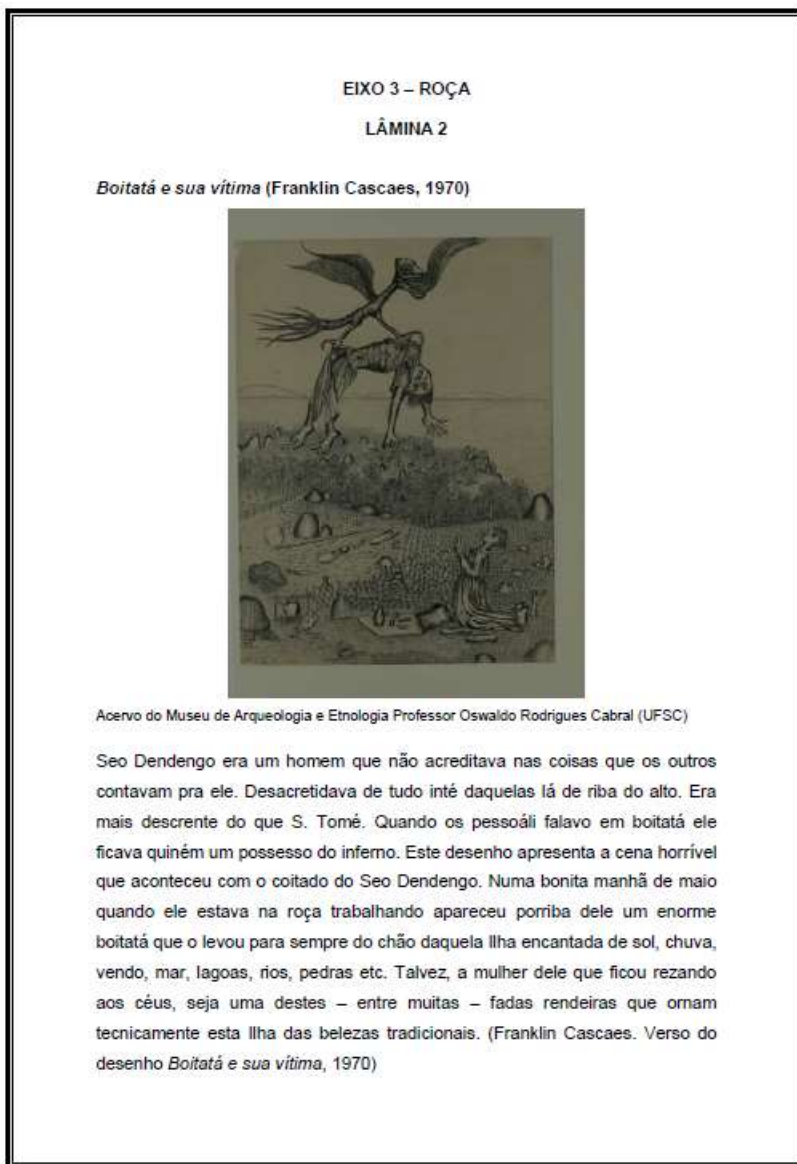 EIXO 3 – ROÇA
LÂMINA 2
Boitatá e sua vítima (Franklin Cascaes, 1970)
Acervo do Museu de Arqueologia e Etnologia Professor Oswaldo Rodrigues Cabral (UFSC)
Seo Dendengo era um homem que não acreditava nas coisas que os outros
contavam pra ele. Desacretidava de tudo inté daquelas lá de riba do alto. Era
mais descrente do que S. Tomé. Quando os pessoáli falavo em boitatá ele
ficava quiném um possesso do inferno. Este desenho apresenta a cena horrível
que aconteceu com o coitado do Seo Dendengo. Numa bonita manhã de maio
quando ele estava na roça trabalhando apareceu porriba dele um enorme
boitatá que o levou para sempre do chão daquela Ilha encantada de sol, chuva,
vendo, mar, lagoas, rios, pedras etc. Talvez, a mulher dele que ficou rezando
aos céus, seja uma destes – entre muitas – fadas rendeiras que ornam
tecnicamente esta Ilha das belezas tradicionais. (Franklin Cascaes. Verso do
desenho Boitatá e sua vítima, 1970)